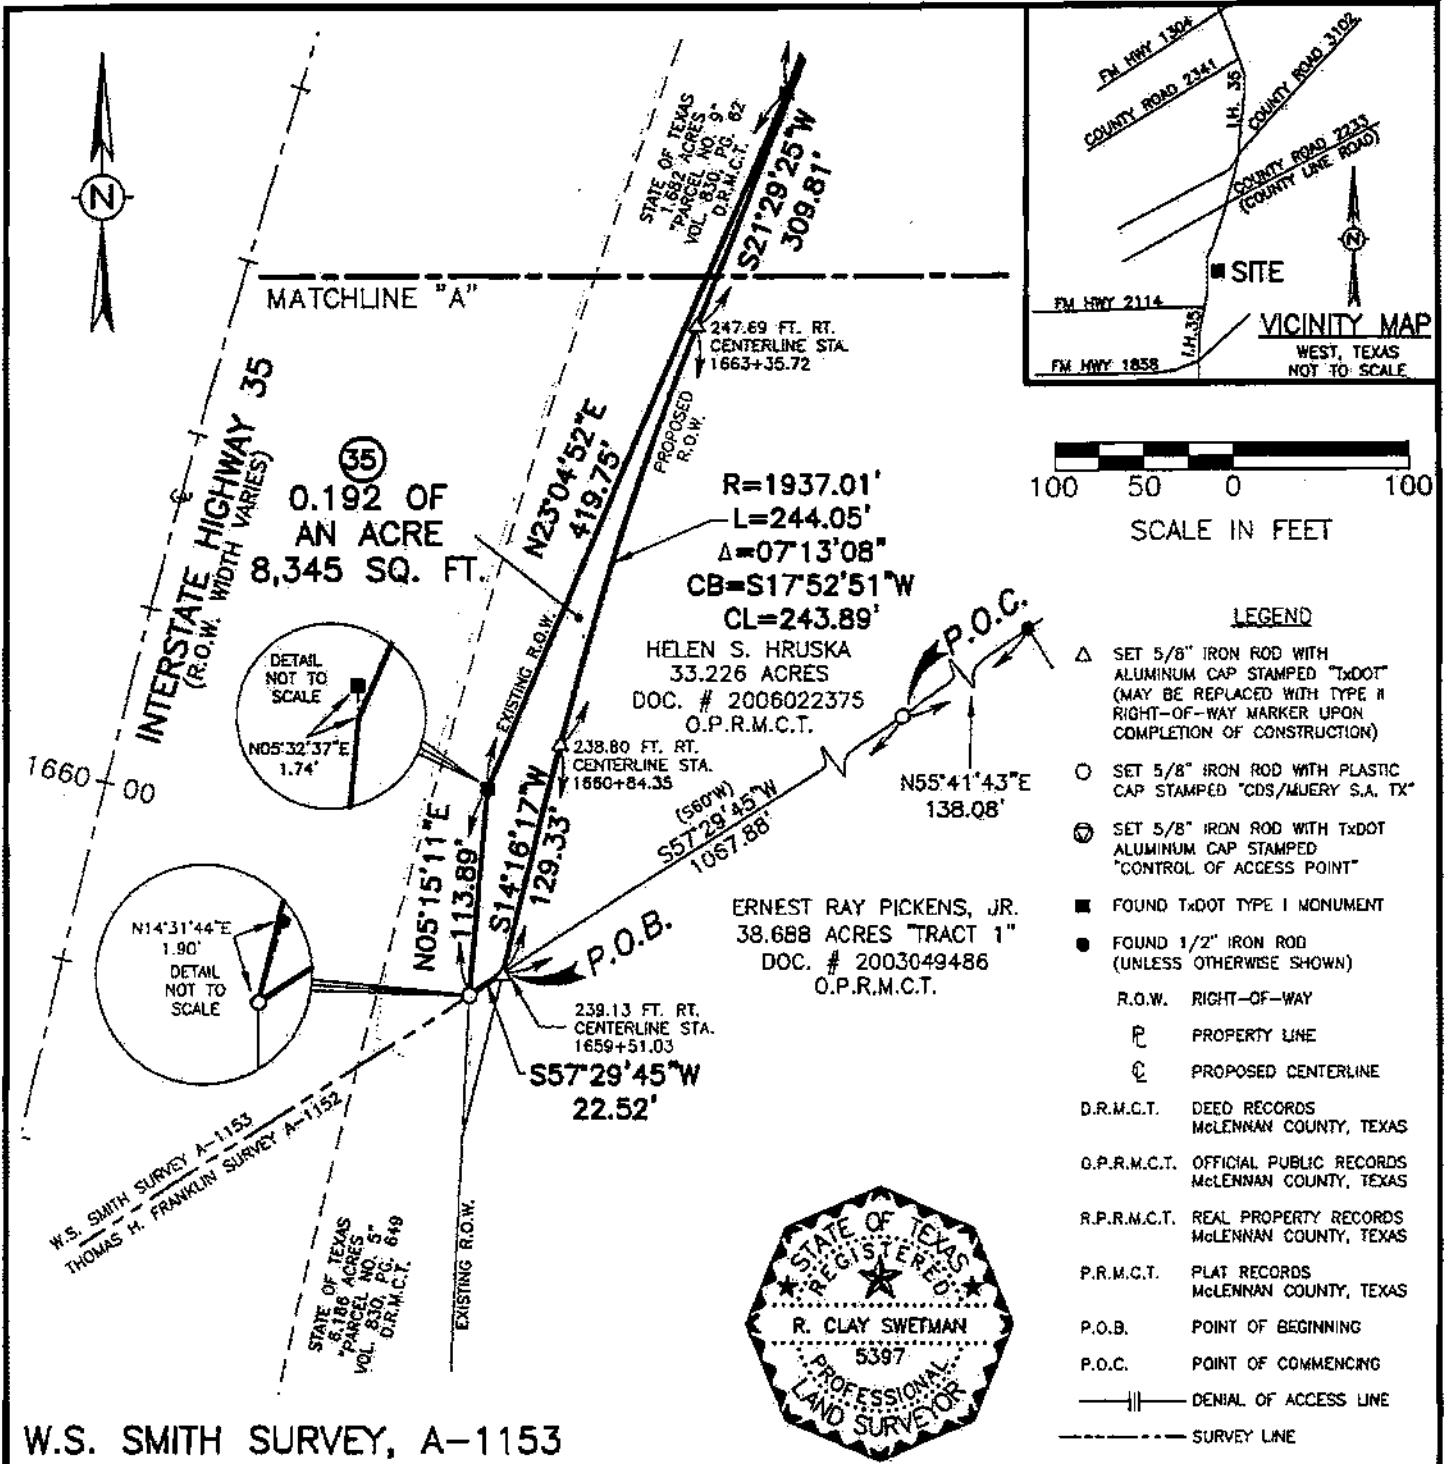 N
STATE OF TEXAS
1.682 ACRES
"PARCEL NO. 9"
VOL. 830, PG. 62
D.R.M.C.T.
S21°29'25"W
309.81'
MATCHLINE "A"
247.69 FT. RT.
CENTERLINE STA.
1663+35.72
INTERSTATE HIGHWAY 35
(R.O.W. WIDTH VARIES)
35
0.192 OF
AN ACRE
8,345 SQ. FT.
N23°04'52"E
419.75'
PROPOSED
R.O.W.
R=1937.01'
L=244.05'
Δ=07°13'08"
CB=S17°52'51"W
CL=243.89'
HELEN S. HRUSKA
33.226 ACRES
DOC. # 2006022375
O.P.R.M.C.T.
EXISTING R.O.W.
DETAIL
NOT TO
SCALE
N05°32'37"E
1.74'
1660+00
238.80 FT. RT.
CENTERLINE STA.
1660+84.35
P.O.C.
N55°41'43"E
138.08'
(S60°W)
S57°29'45"W
1067.88'
N05°15'11"E
113.89'
S14°16'17"W
129.33'
N14°31'44"E
1.90'
DETAIL
NOT TO
SCALE
P.O.B.
ERNEST RAY PICKENS, JR.
38.688 ACRES "TRACT 1"
DOC. # 2003049486
O.P.R.M.C.T.
239.13 FT. RT.
CENTERLINE STA.
1659+51.03
S57°29'45"W
22.52'
W.S. SMITH SURVEY A-1153
THOMAS H. FRANKLIN SURVEY A-1152
STATE OF TEXAS
6.186 ACRES
"PARCEL NO. 5"
VOL. 830, PG. 649
D.R.M.C.T.
EXISTING R.O.W.
STATE OF TEXAS
REGISTERED
R. CLAY SWETMAN
5397
PROFESSIONAL
LAND SURVEYOR
W.S. SMITH SURVEY, A-1153
FM HWY 1304
COUNTY ROAD 2341
I.H. 35
COUNTY ROAD 3102
COUNTY ROAD 2233
(COUNTY LINE ROAD)
N
SITE
FM HWY 2114
I.H.35
FM HWY 1858
VICINITY MAP
WEST, TEXAS
NOT TO SCALE
100 50 0 100
SCALE IN FEET
LEGEND
SET 5/8" IRON ROD WITH
ALUMINUM CAP STAMPED "TxDOT"
(MAY BE REPLACED WITH TYPE II
RIGHT-OF-WAY MARKER UPON
COMPLETION OF CONSTRUCTION)
SET 5/8" IRON ROD WITH PLASTIC
CAP STAMPED "CDS/MUERY S.A. TX"
SET 5/8" IRON ROD WITH TxDOT
ALUMINUM CAP STAMPED
"CONTROL OF ACCESS POINT"
FOUND TxDOT TYPE I MONUMENT
FOUND 1/2" IRON ROD
(UNLESS OTHERWISE SHOWN)
R.O.W. RIGHT-OF-WAY
PL PROPERTY LINE
CL PROPOSED CENTERLINE
D.R.M.C.T. DEED RECORDS
McLENNAN COUNTY, TEXAS
O.P.R.M.C.T. OFFICIAL PUBLIC RECORDS
McLENNAN COUNTY, TEXAS
R.P.R.M.C.T. REAL PROPERTY RECORDS
McLENNAN COUNTY, TEXAS
P.R.M.C.T. PLAT RECORDS
McLENNAN COUNTY, TEXAS
P.O.B. POINT OF BEGINNING
P.O.C. POINT OF COMMENCING
DENIAL OF ACCESS LINE
SURVEY LINE